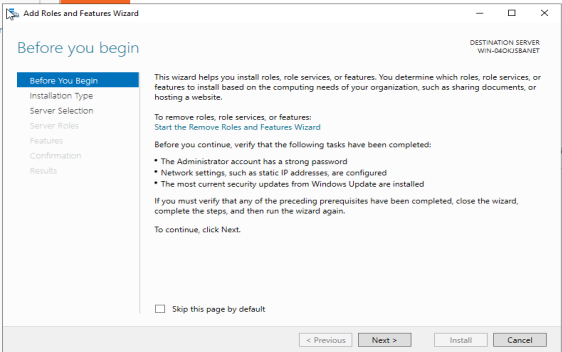 Add Roles and Features Wizard
Before you begin
DESTINATION SERVER
WIN-04OKJSBANET
Before You Begin
Installation Type
Server Selection
Server Roles
Features
Confirmation
Results
This wizard helps you install roles, role services, or features. You determine which roles, role services, or
features to install based on the computing needs of your organization, such as sharing documents, or
hosting a website.
To remove roles, role services, or features:
Start the Remove Roles and Features Wizard
Before you continue, verify that the following tasks have been completed:
• The Administrator account has a strong password
• Network settings, such as static IP addresses, are configured
• The most current security updates from Windows Update are installed
If you must verify that any of the preceding prerequisites have been completed, close the wizard,
complete the steps, and then run the wizard again.
To continue, click Next.
Skip this page by default
< Previous
Next >
Install
Cancel